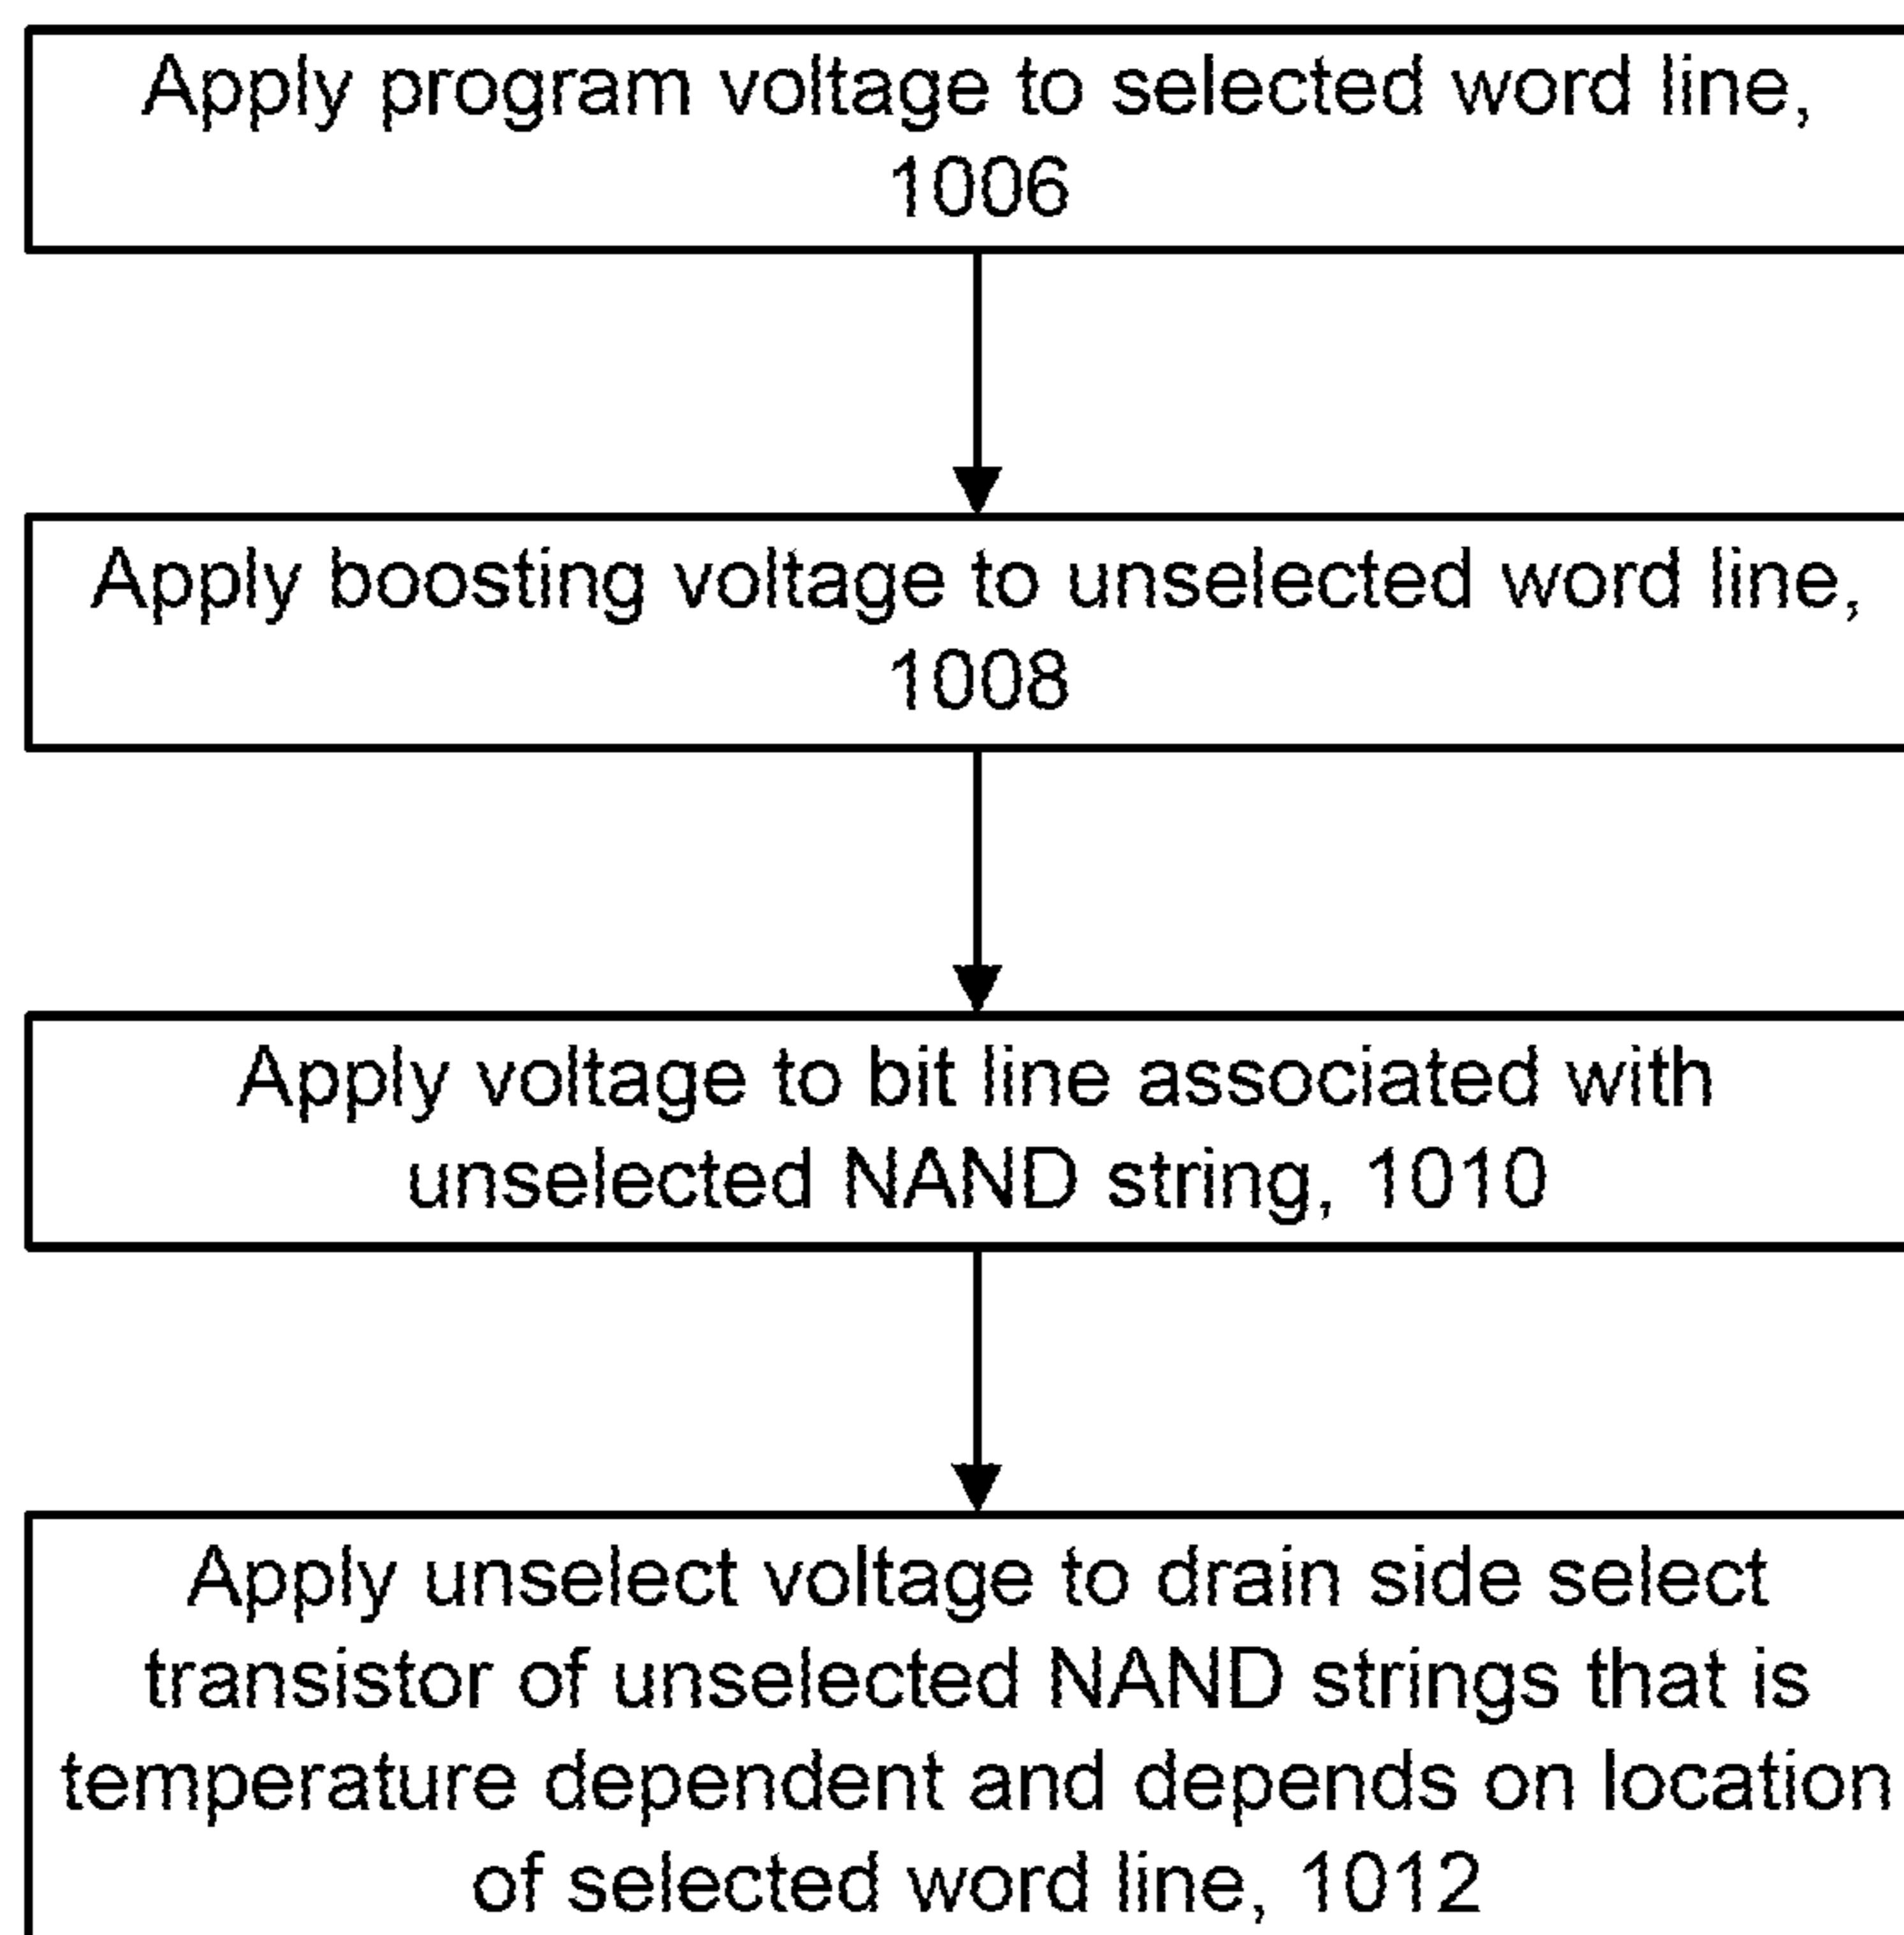 Apply program voltage to selected word line,
1006
Apply boosting voltage to unselected word line,
1008
Apply voltage to bit line associated with
unselected NAND string, 1010
Apply unselect voltage to drain side select
transistor of unselected NAND strings that is
temperature dependent and depends on location
of selected word line, 1012